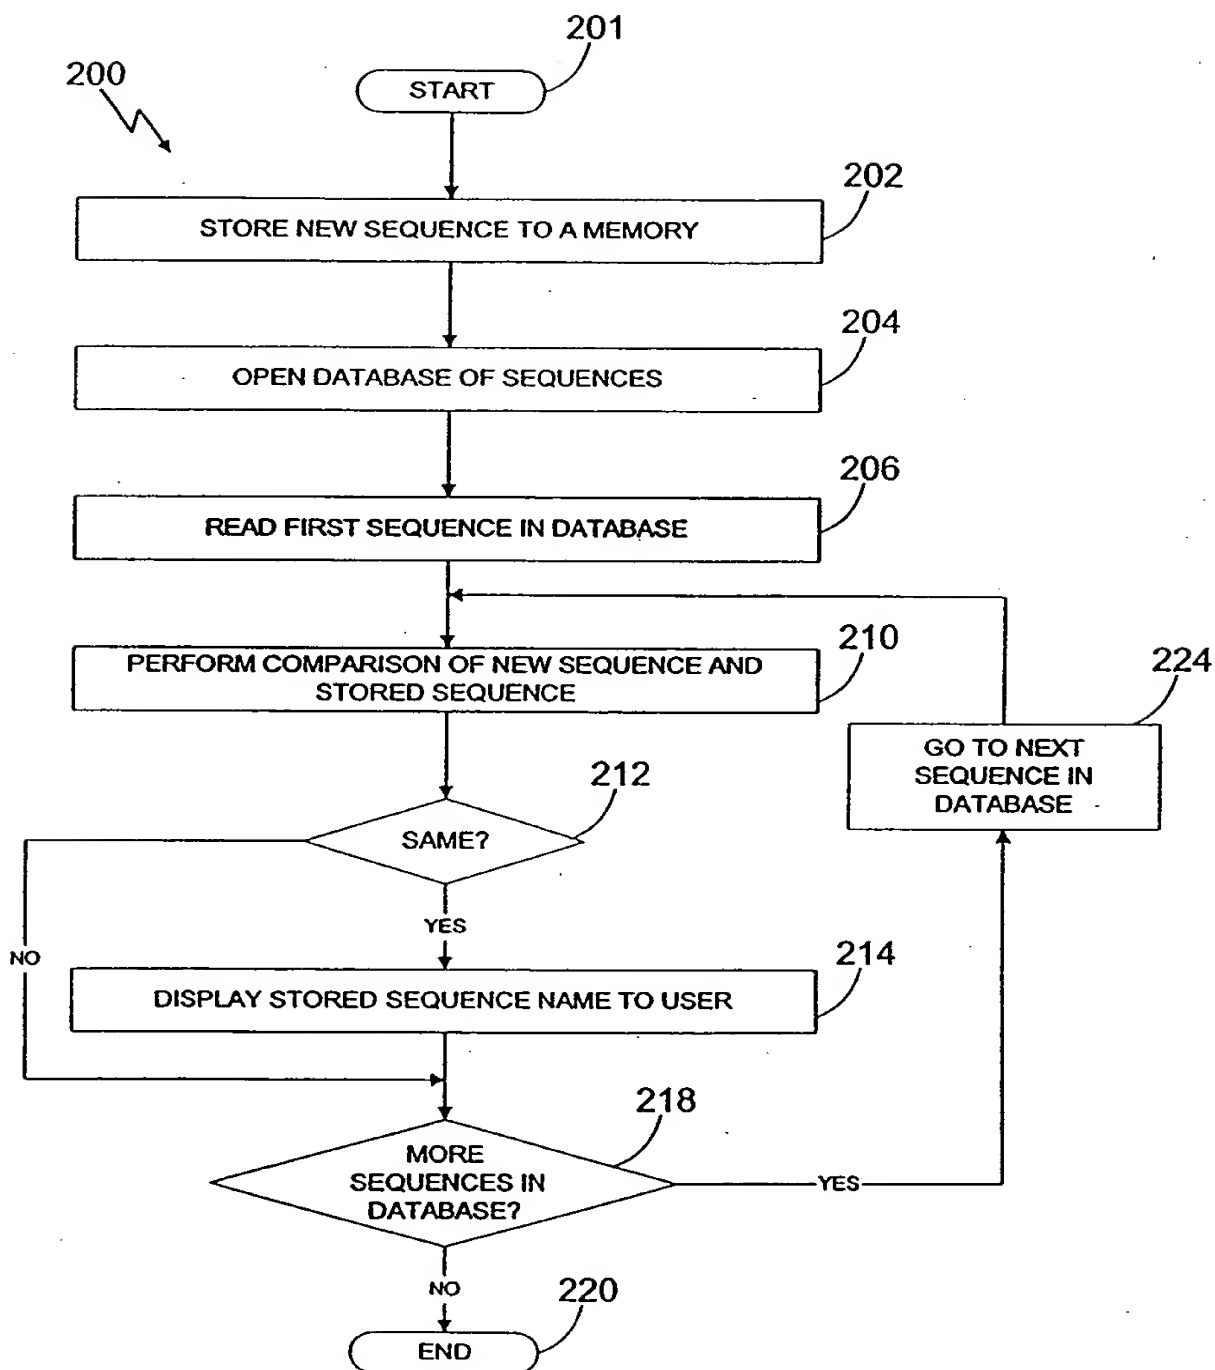 201
200
START
202
STORE NEW SEQUENCE TO A MEMORY
204
OPEN DATABASE OF SEQUENCES
206
READ FIRST SEQUENCE IN DATABASE
210
PERFORM COMPARISON OF NEW SEQUENCE AND
STORED SEQUENCE
224
GO TO NEXT
SEQUENCE IN
DATABASE
212
SAME?
YES
NO
214
DISPLAY STORED SEQUENCE NAME TO USER
218
MORE
SEQUENCES IN
DATABASE?
YES
NO
220
END